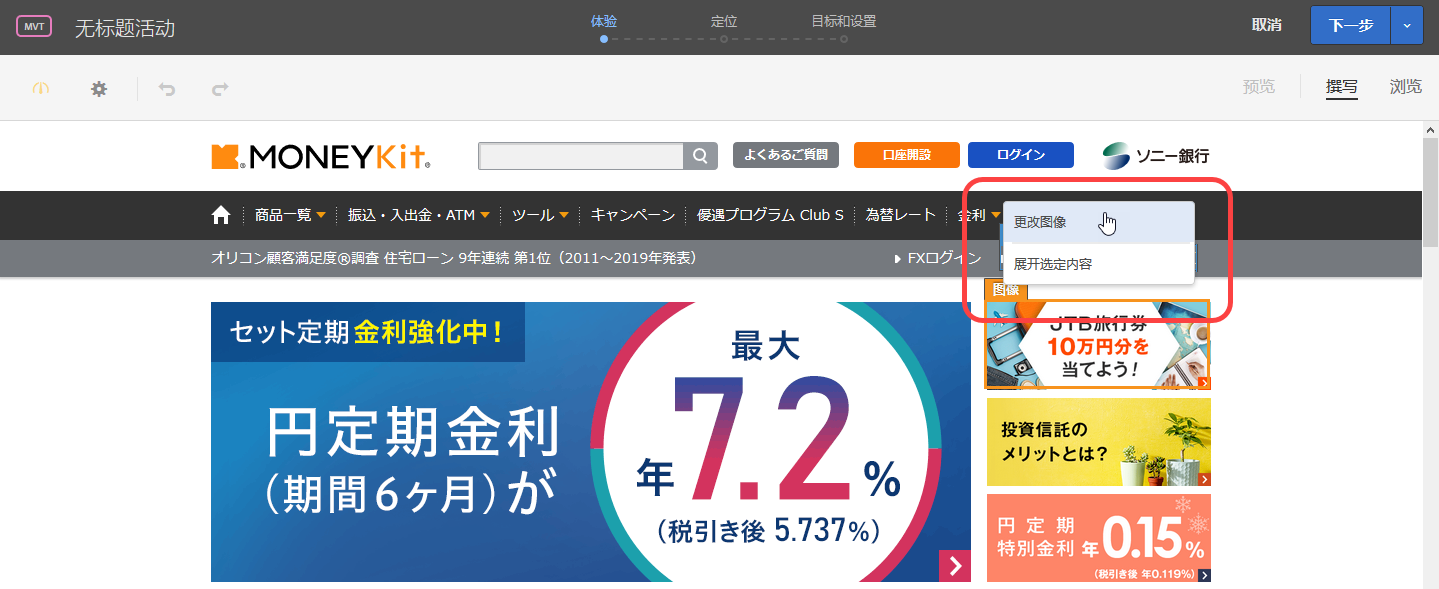 MVT 无标题活动 体验 定位 目标和设置 取消 下一步
预览 撰写 浏览
MONEYKit よくあるご質問 口座開設 ログイン ソニー銀行
商品一覧 振込・入出金・ATM ツール キャンペーン 優遇プログラム Club S 為替レート 金利
更改图像
オリコン顧客満足度®調査 住宅ローン 9年連続 第1位（2011～2019年発表） FXログイン
展开选定内容
图像
セット定期 金利強化中！
円定期金利
（期間6ヶ月）が
最大
年 7.2 %
（税引き後 5.737%）
JTB旅行券
10万円分を
当てよう！
投資信託の
メリットとは？
円定期
特別金利 年 0.15 %
（税引き後 年0.119%）